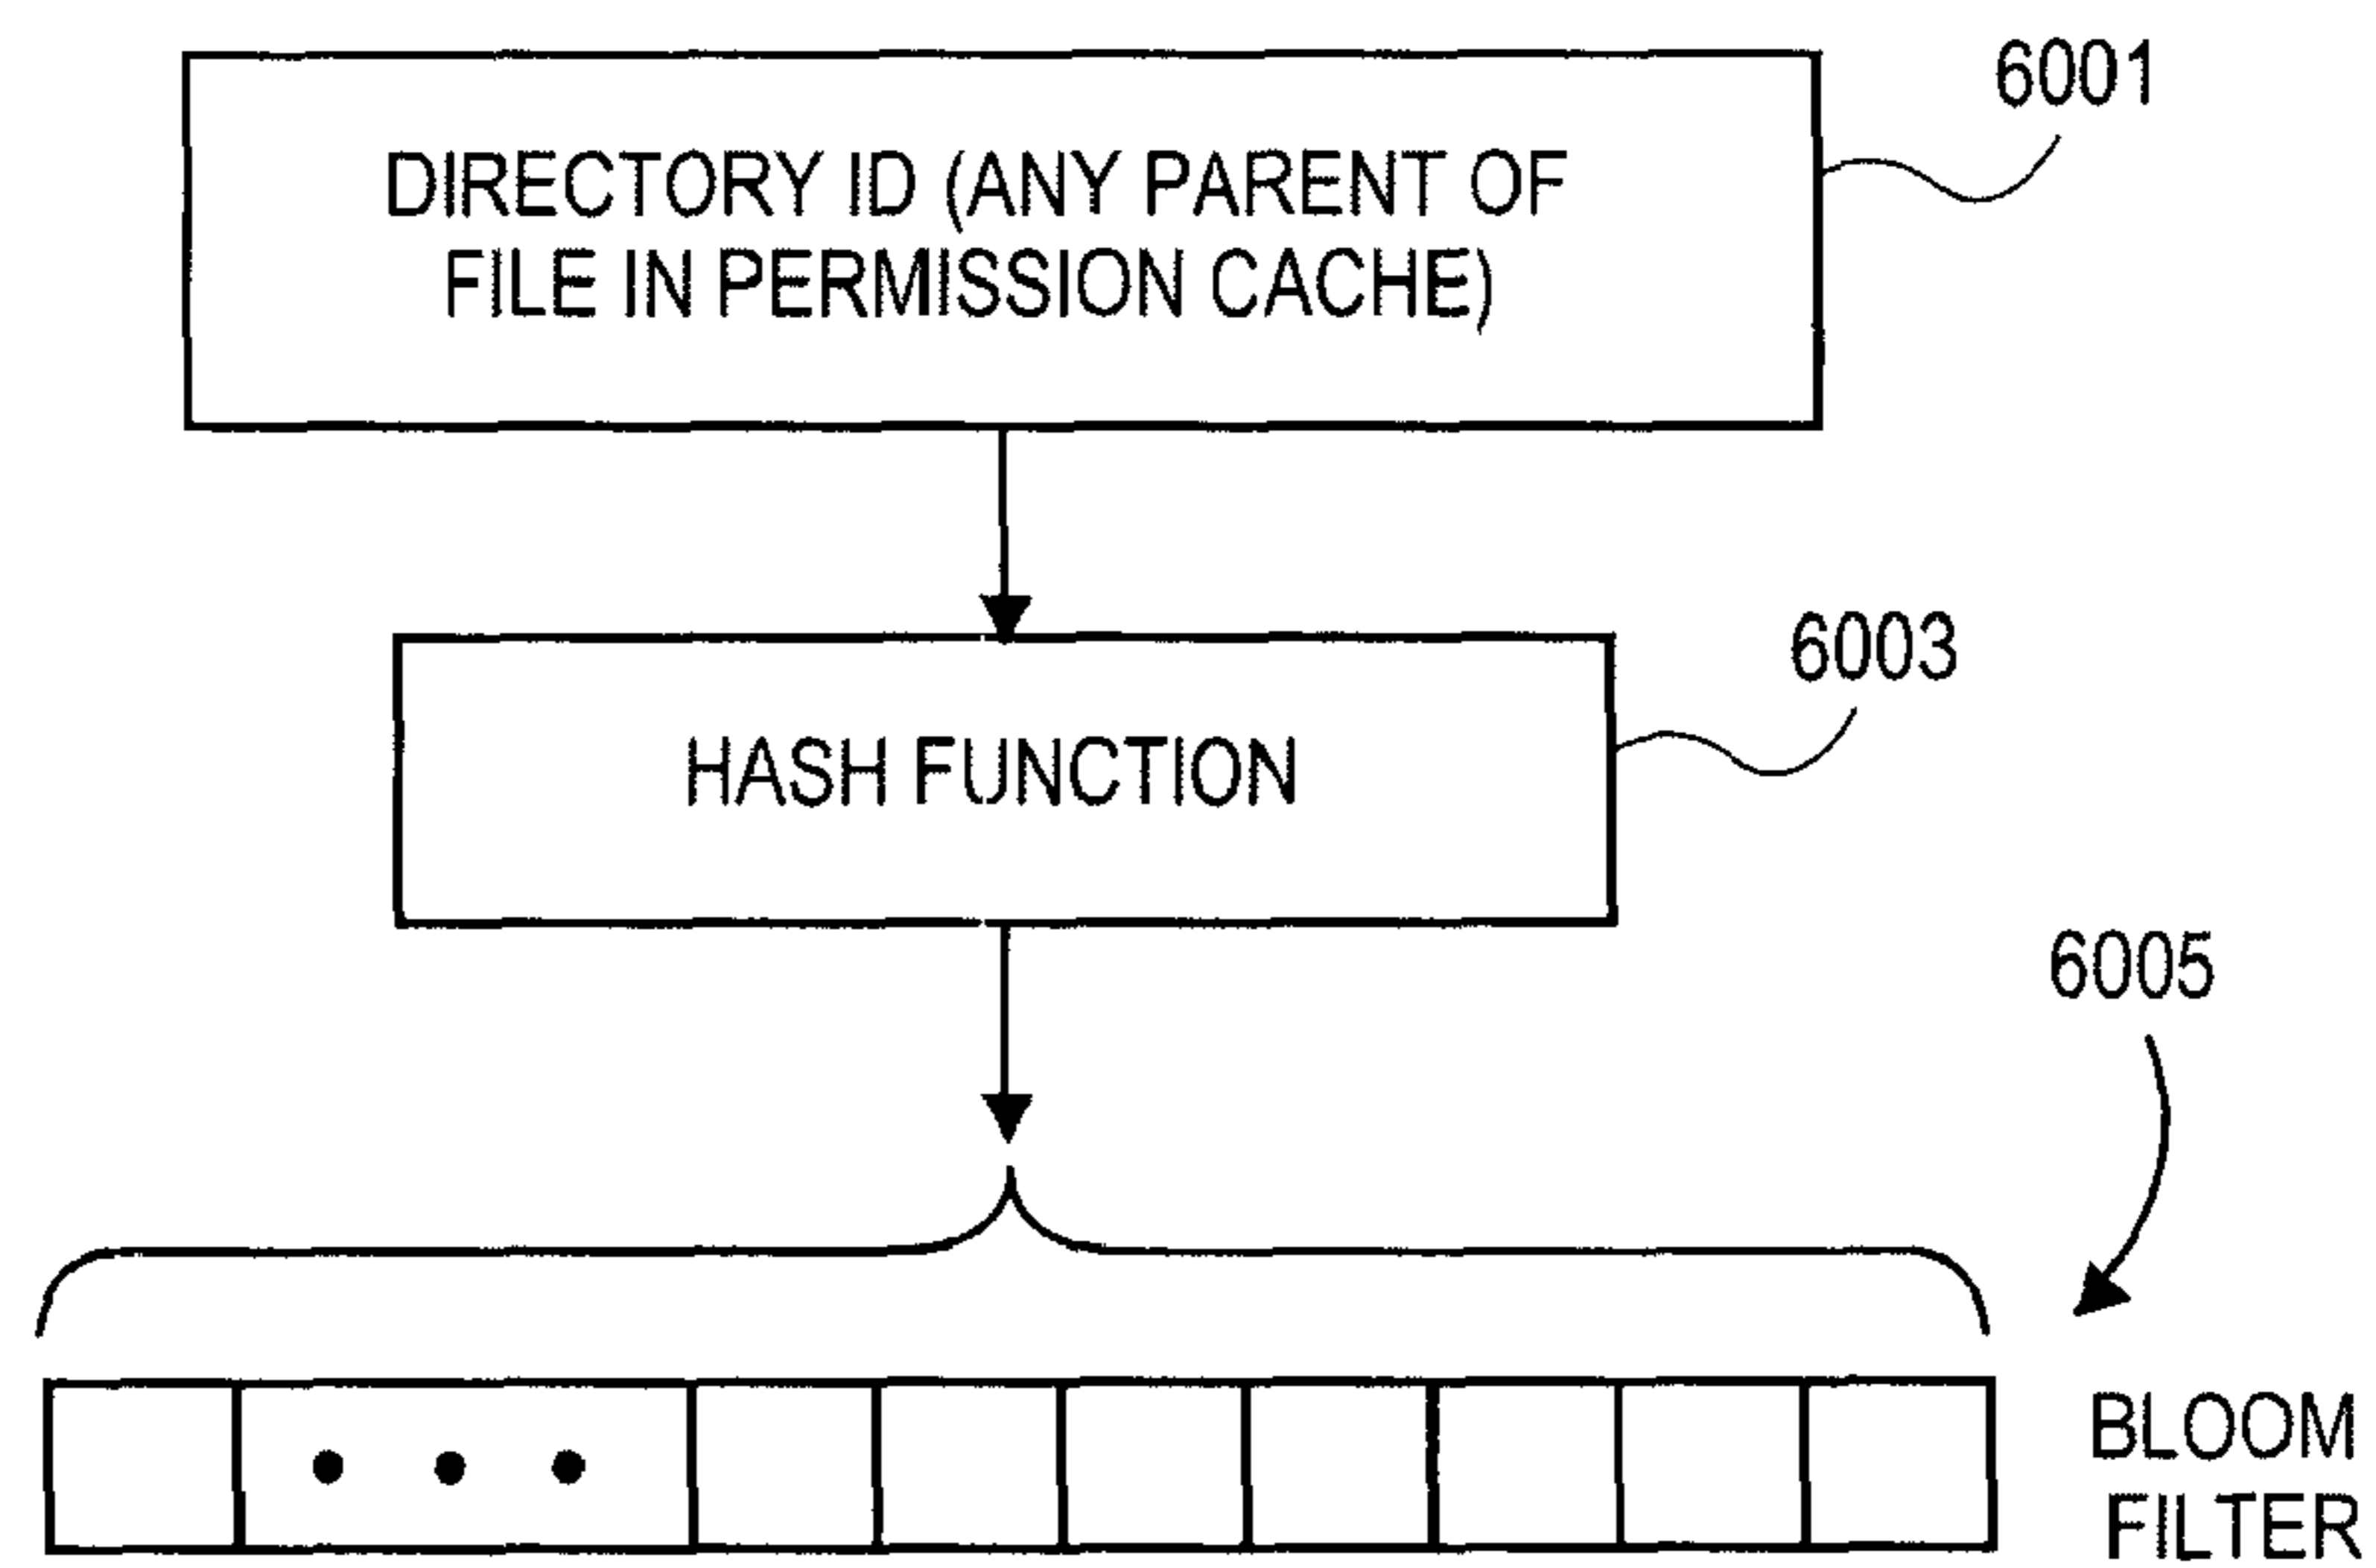 6001
DIRECTORY ID (ANY PARENT OF
FILE IN PERMISSION CACHE)
6003
HASH FUNCTION
6005
BLOOM
FILTER